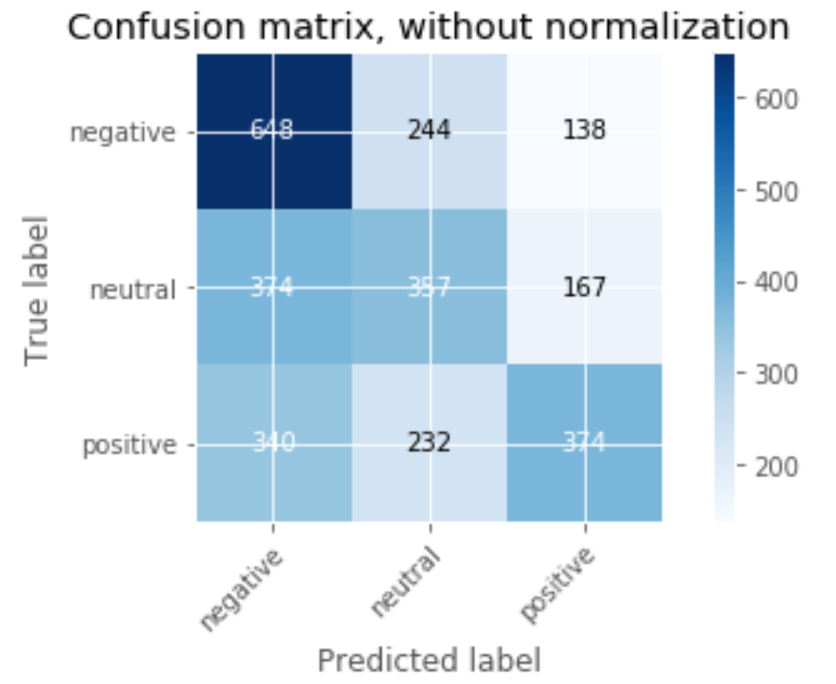 Confusion matrix, without normalization
True label
negative 648 244 138
neutral 374 357 167
positive 340 232 374
negative neutral positive
Predicted label
600
500
400
300
200